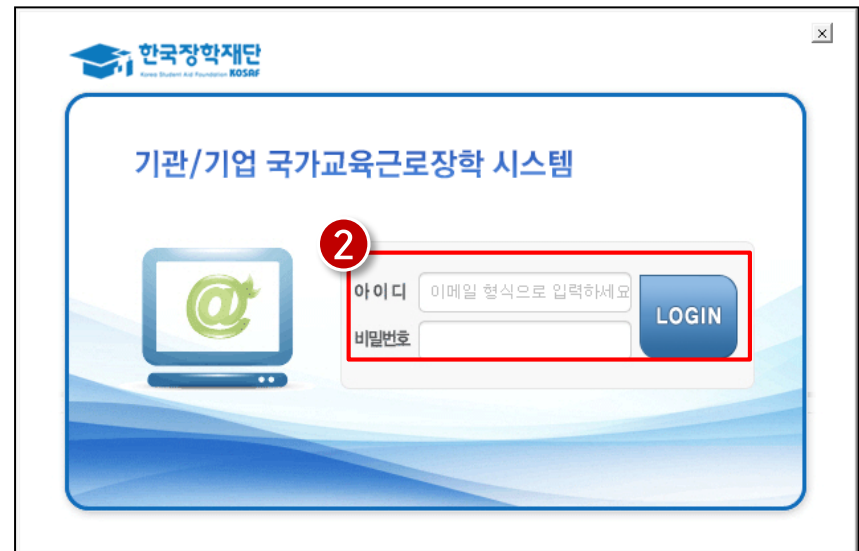 한국장학재단
Korea Student Aid Foundation KOSAF
기관/기업 국가교육근로장학 시스템
2
아이디 이메일 형식으로 입력하세요
비밀번호
LOGIN